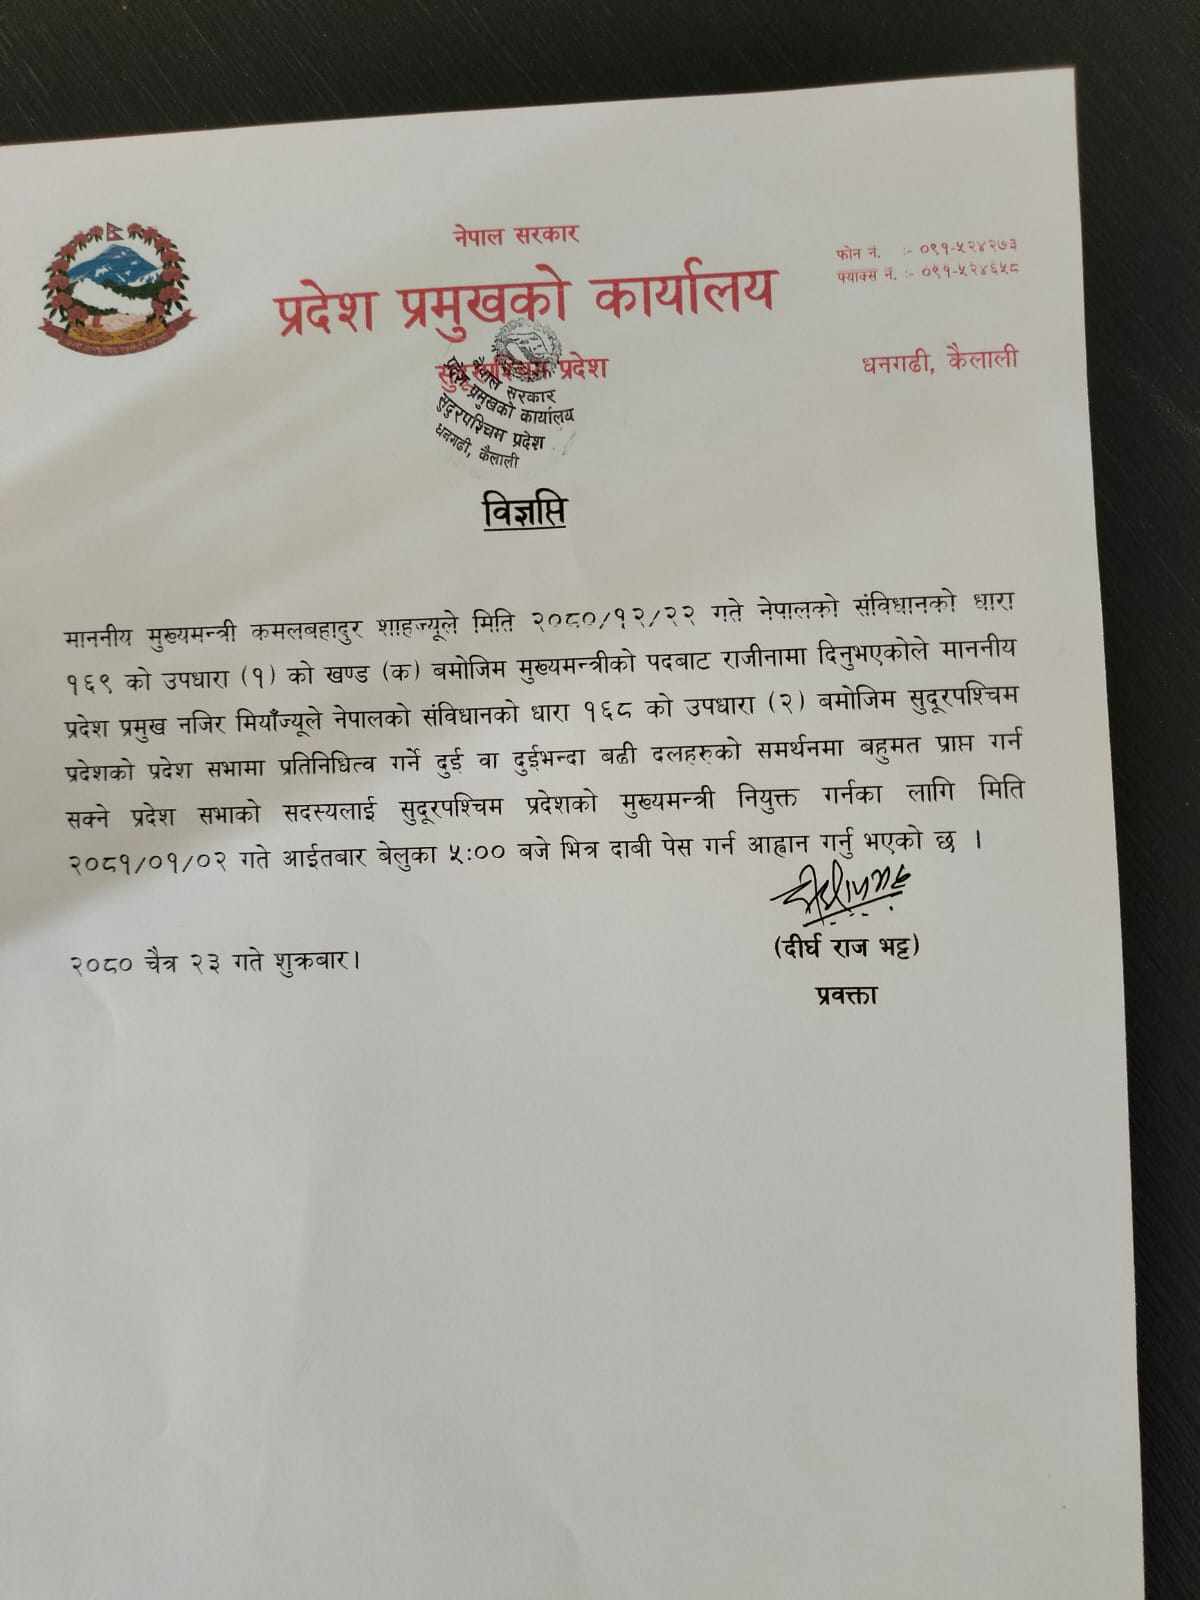 नेपाल सरकार
प्रदेश प्रमुखको कार्यालय
फोन नं. :- ०९१-५२४२७३
फ्याक्स नं. :- ०९१-५२४६५८
सुदूरपश्चिम प्रदेश
धनगढी, कैलाली
नेपाल सरकार
प्रमुखको कार्यालय
सुदुरपश्चिम प्रदेश
धनगढी, कैलाली
विज्ञप्ति
माननीय मुख्यमन्त्री कमलबहादुर शाहज्यूले मिति २०८०/१२/२२ गते नेपालको संविधानको धारा
१६९ को उपधारा (१) को खण्ड (क) बमोजिम मुख्यमन्त्रीको पदबाट राजीनामा दिनुभएकोले माननीय
प्रदेश प्रमुख नजिर मियाँज्यूले नेपालको संविधानको धारा १६८ को उपधारा (२) बमोजिम सुदूरपश्चिम
प्रदेशको प्रदेश सभामा प्रतिनिधित्व गर्ने दुई वा दुईभन्दा बढी दलहरुको समर्थनमा बहुमत प्राप्त गर्न
सक्ने प्रदेश सभाको सदस्यलाई सुदूरपश्चिम प्रदेशको मुख्यमन्त्री नियुक्त गर्नका लागि मिति
२०८१/०१/०२ गते आईतबार बेलुका ५:०० बजे भित्र दाबी पेस गर्न आह्वान गर्नु भएको छ ।
(दीर्घ राज भट्ट)
प्रवक्ता
२०८० चैत्र २३ गते शुक्रबार।